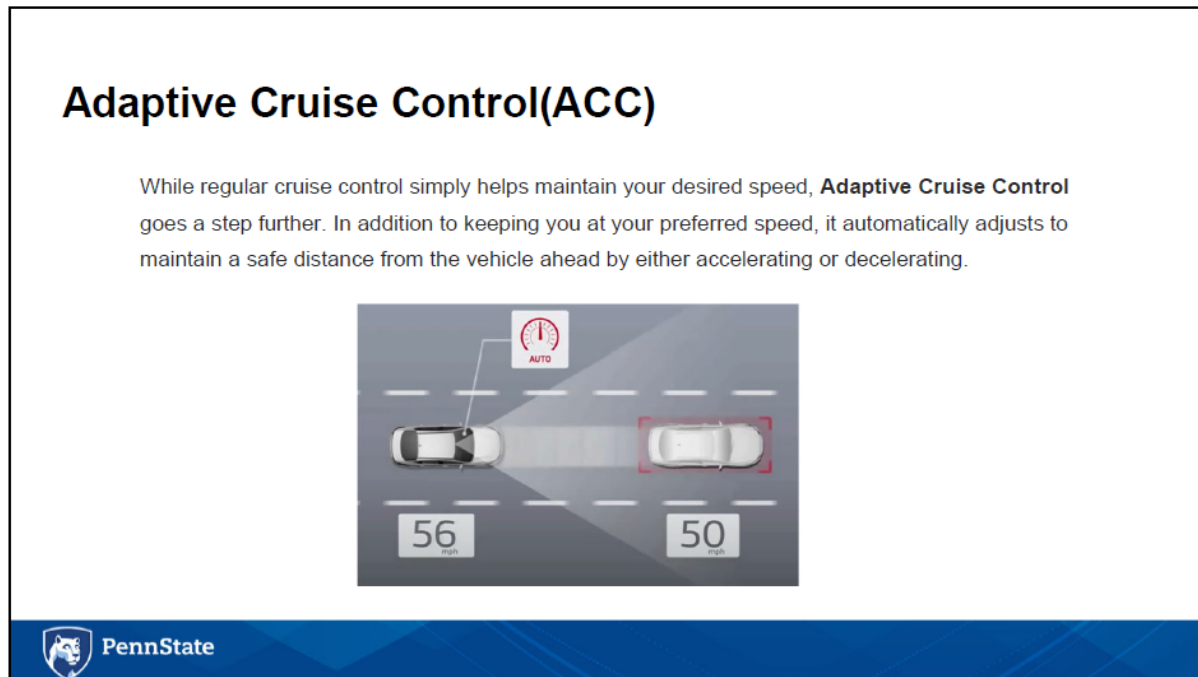 Adaptive Cruise Control(ACC)
While regular cruise control simply helps maintain your desired speed, Adaptive Cruise Control
goes a step further. In addition to keeping you at your preferred speed, it automatically adjusts to
maintain a safe distance from the vehicle ahead by either accelerating or decelerating.
AUTO
56 mph
50 mph
PennState